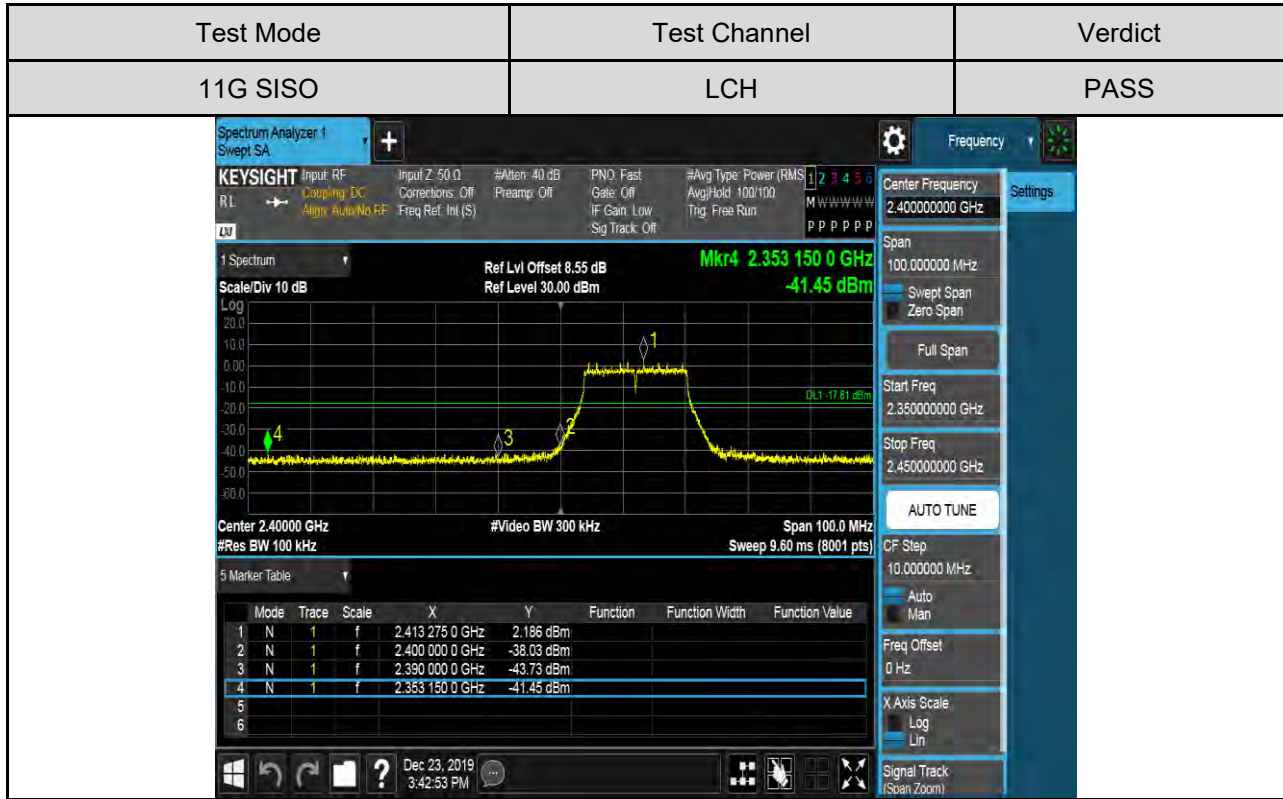 Test Mode Test Channel Verdict
11G SISO LCH PASS
Spectrum Analyzer 1
Swept SA
+
Frequency
KEYSIGHT Input: RF Input Z: 50 Ω #Atten: 40 dB PNO: Fast #Avg Type: Power (RMS 1 2 3 4 5 6
RL Coupling: DC Corrections: Off Preamp: Off Gate: Off Avg|Hold: 100/100 M W W W W W
Align: Auto/No RF Freq Ref: Int (S) IF Gain: Low Trig: Free Run
LXI Sig Track: Off P P P P P P
Center Frequency
2.400000000 GHz
Settings
1 Spectrum
Ref Lvl Offset 8.55 dB
Mkr4 2.353 150 0 GHz
Scale/Div 10 dB
Ref Level 30.00 dBm
-41.45 dBm
Log
20.0
10.0
0.00
-10.0
-20.0
-30.0
-40.0
-50.0
-60.0
1
DL1 -17.81 dBm
4
3
2
Center 2.40000 GHz #Video BW 300 kHz Span 100.0 MHz
#Res BW 100 kHz Sweep 9.60 ms (8001 pts)
5 Marker Table
Mode Trace Scale X Y Function Function Width Function Value
1 N 1 f 2.413 275 0 GHz 2.186 dBm
2 N 1 f 2.400 000 0 GHz -38.03 dBm
3 N 1 f 2.390 000 0 GHz -43.73 dBm
4 N 1 f 2.353 150 0 GHz -41.45 dBm
5
6
Span
100.000000 MHz
Swept Span
Zero Span
Full Span
Start Freq
2.350000000 GHz
Stop Freq
2.450000000 GHz
AUTO TUNE
CF Step
10.000000 MHz
Auto
Man
Freq Offset
0 Hz
X Axis Scale
Log
Lin
Signal Track
(Span Zoom)
?
Dec 23, 2019
3:42:53 PM